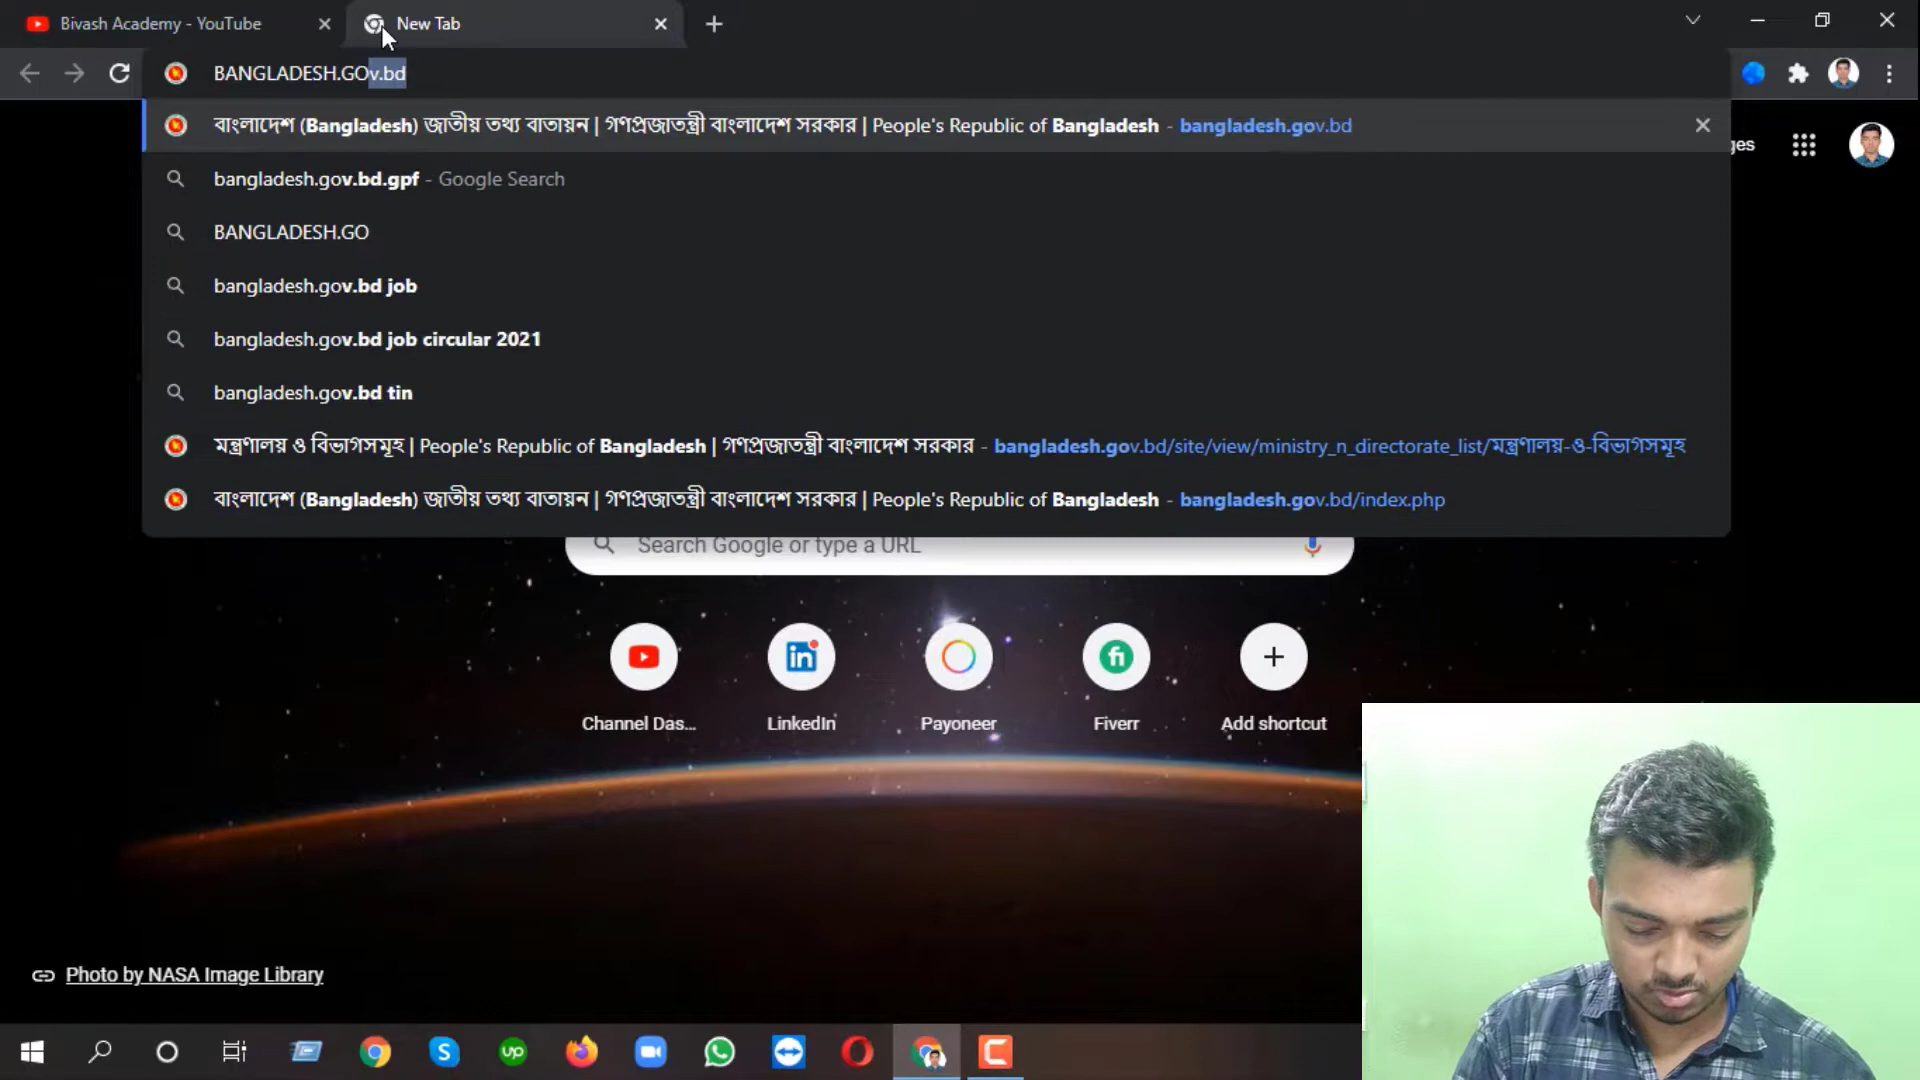 Bivash Academy - YouTube
New Tab
BANGLADESH.GOv.bd
বাংলাদেশ (Bangladesh) জাতীয় তথ্য বাতায়ন | গণপ্রজাতন্ত্রী বাংলাদেশ সরকার | People's Republic of Bangladesh - bangladesh.gov.bd
ges
bangladesh.gov.bd.gpf - Google Search
BANGLADESH.GO
bangladesh.gov.bd job
bangladesh.gov.bd job circular 2021
bangladesh.gov.bd tin
মন্ত্রণালয় ও বিভাগসমূহ | People's Republic of Bangladesh | গণপ্রজাতন্ত্রী বাংলাদেশ সরকার - bangladesh.gov.bd/site/view/ministry_n_directorate_list/মন্ত্রণালয়-ও-বিভাগসমূহ
বাংলাদেশ (Bangladesh) জাতীয় তথ্য বাতায়ন | গণপ্রজাতন্ত্রী বাংলাদেশ সরকার | People's Republic of Bangladesh - bangladesh.gov.bd/index.php
Search Google or type a URL
in
fi
Channel Das...
LinkedIn
Payoneer
Fiverr
Add shortcut
Photo by NASA Image Library
S
up
C